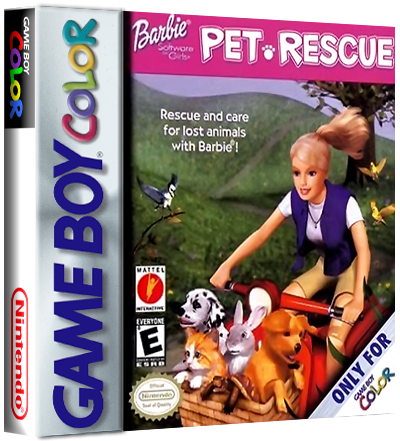 GAME BOY
COLOR
Nintendo
GAME BOY COLOR
Barbie
Software
for Girls
PET RESCUE
Rescue and care
for lost animals
with Barbie®!
MATTEL
INTERACTIVE
EVERYONE
E
ESRB
Official
Nintendo
Seal of Quality
ONLY FOR
GAME BOY
COLOR